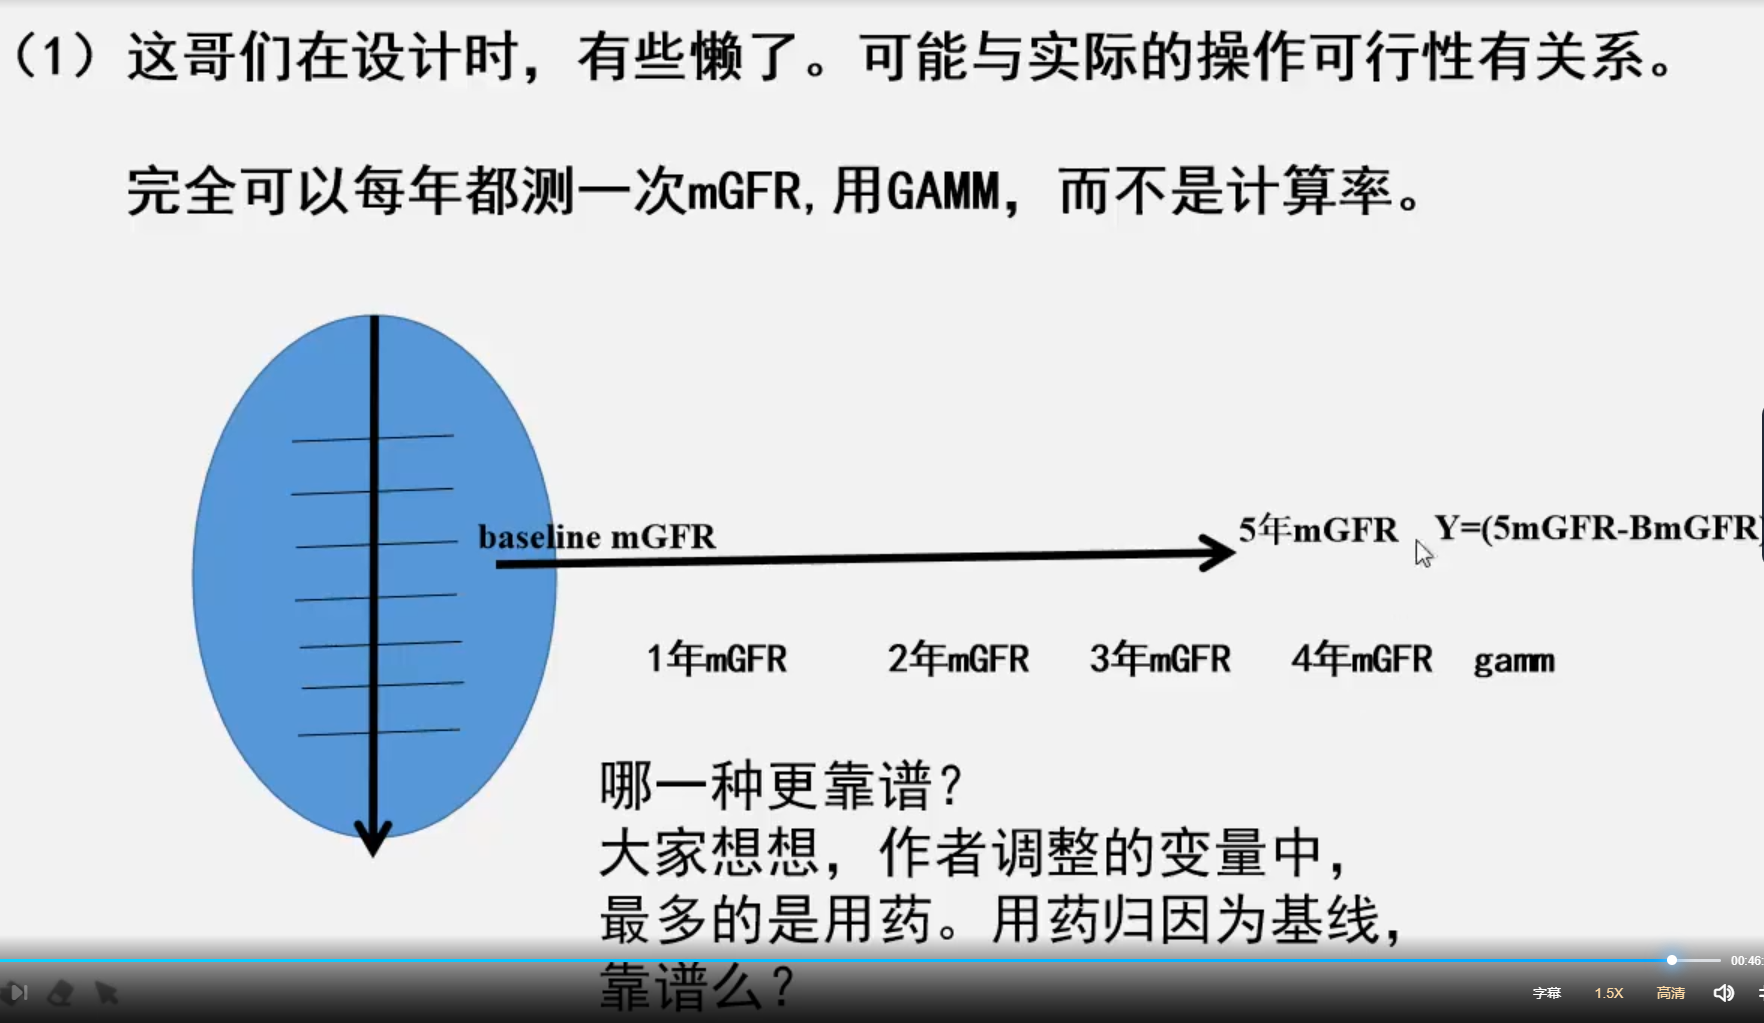 （1）这哥们在设计时，有些懒了。可能与实际的操作可行性有关系。
完全可以每年都测一次mGFR,用GAMM，而不是计算率。
baseline mGFR
5年mGFR
Y=(5mGFR-BmGFR)
1年mGFR 2年mGFR 3年mGFR 4年mGFR gamm
哪一种更靠谱？
大家想想，作者调整的变量中，
最多的是用药。用药归因为基线，
靠谱么？
00:46:
字幕 1.5X 高清